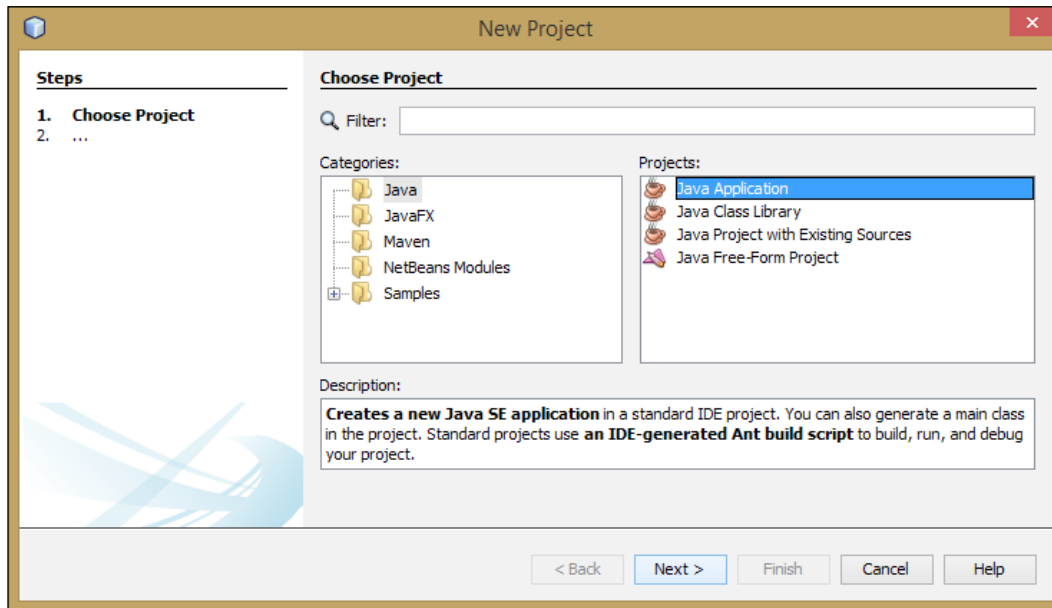 New Project
Steps
1. Choose Project
2. ...
Choose Project
Filter:
Categories:
Java
JavaFX
Maven
NetBeans Modules
Samples
Projects:
Java Application
Java Class Library
Java Project with Existing Sources
Java Free-Form Project
Description:
Creates a new Java SE application in a standard IDE project. You can also generate a main class
in the project. Standard projects use an IDE-generated Ant build script to build, run, and debug
your project.
< Back
Next >
Finish
Cancel
Help